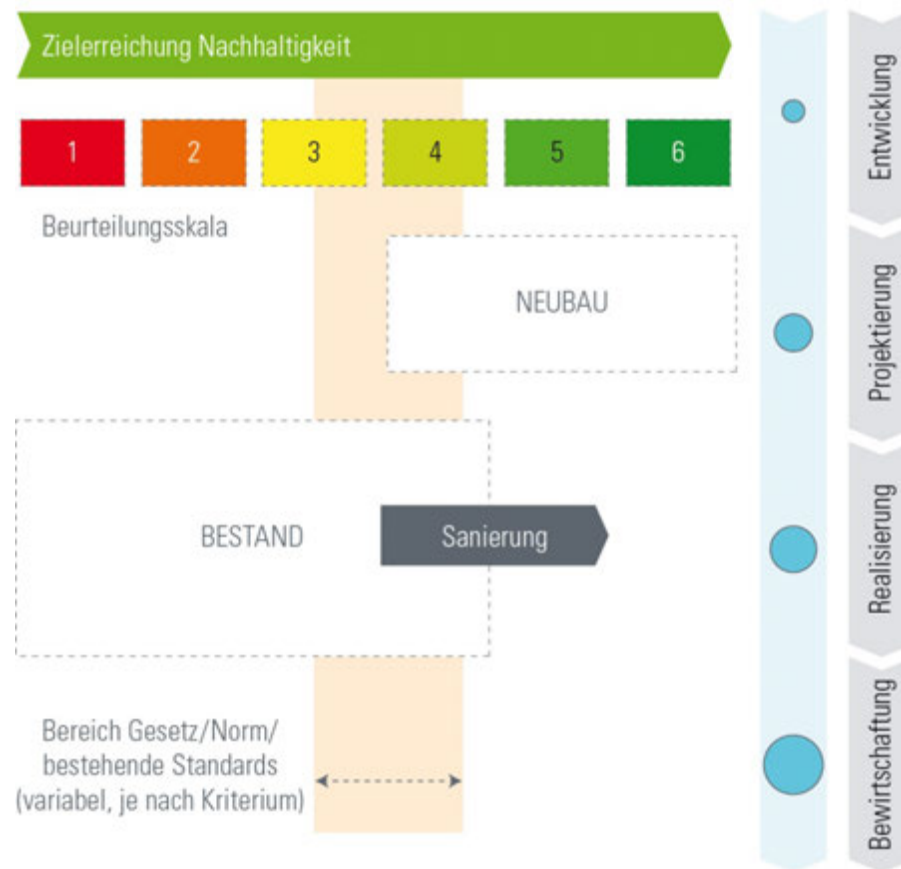 Zielerreichung Nachhaltigkeit
1 2 3 4 5 6
Beurteilungsskala
NEUBAU
BESTAND
Sanierung
Bereich Gesetz/Norm/
bestehende Standards
(variabel, je nach Kriterium)
Entwicklung
Projektierung
Realisierung
Bewirtschaftung